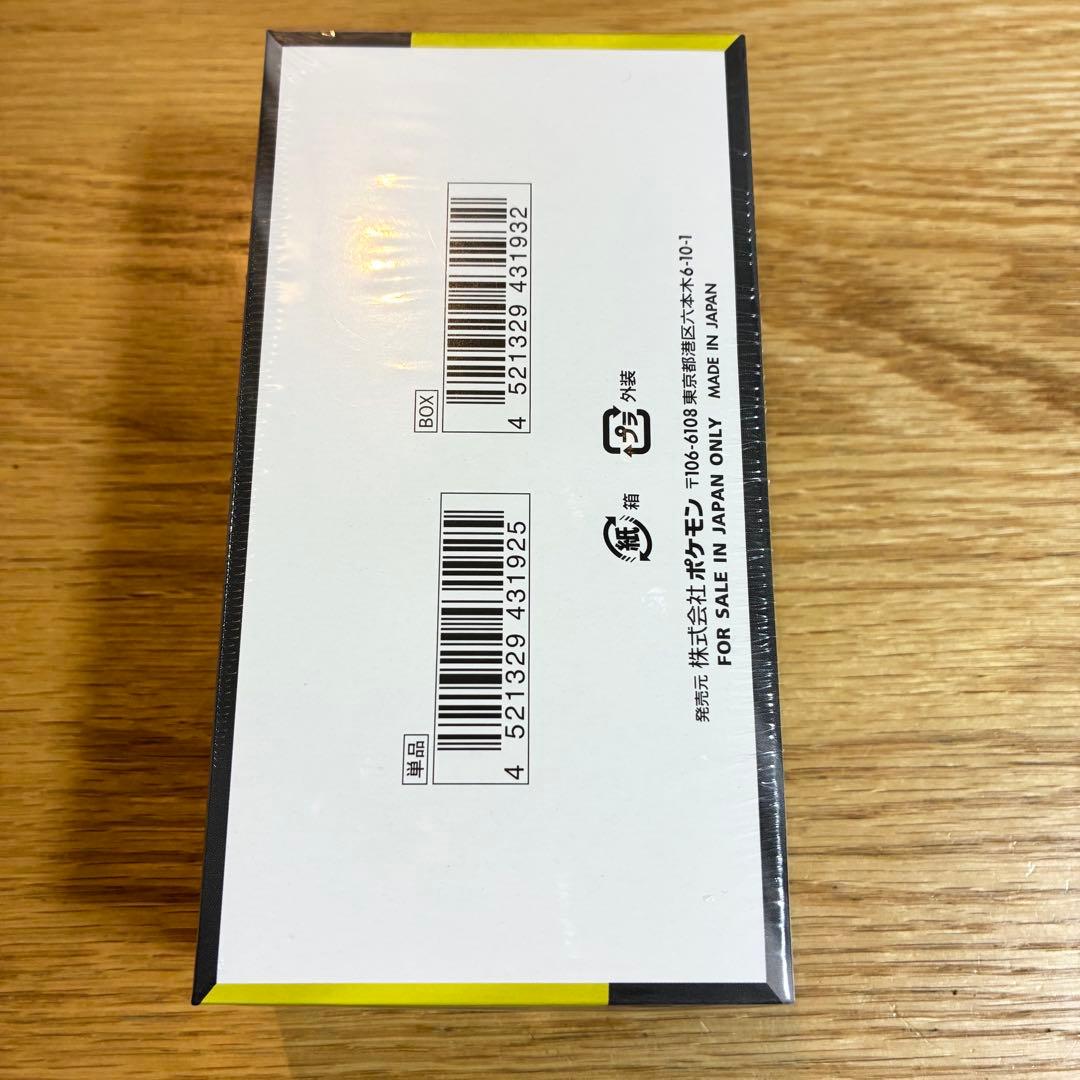 単品
4 521329 431925
BOX
4 521329 431932
紙 箱
プラ 外装
発売元 株式会社ポケモン 〒106-6108 東京都港区六本木6-10-1
FOR SALE IN JAPAN ONLY MADE IN JAPAN